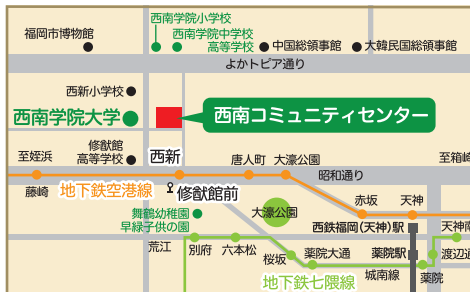 西南学院小学校
福岡市博物館
西南学院中学校
高等学校
中国総領事館
大韓民国総領事館
よかトピア通り
西新小学校
西南学院大学
西南コミュニティセンター
修猷館
高等学校
至姪浜
西新
唐人町
大濠公園
至箱崎
昭和通り
藤崎
地下鉄空港線
修猷館前
赤坂
天神
舞鶴幼稚園
早緑子供の園
大濠公園
西鉄福岡(天神)駅
天神南
荒江
別府
六本松
桜坂
薬院大通
薬院駅
渡辺通
地下鉄七隈線
城南線
薬院